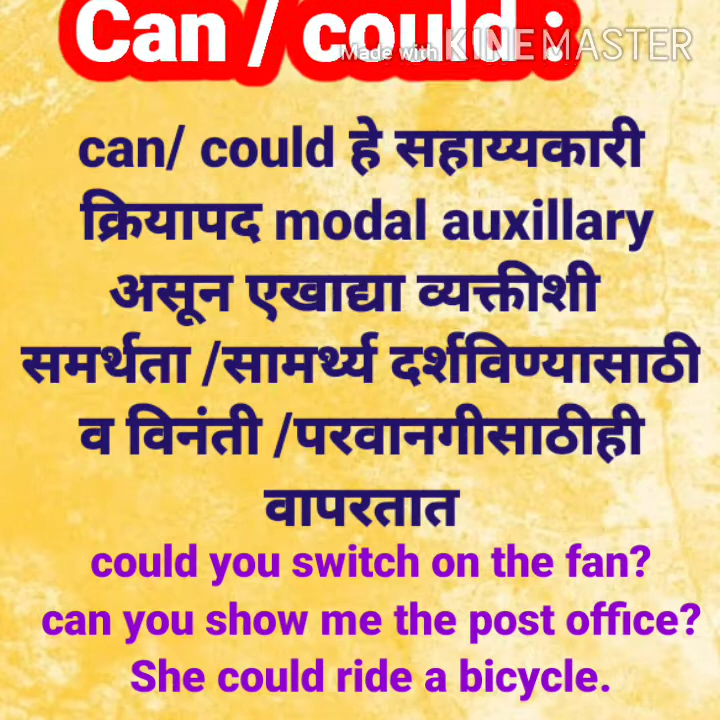 Can / could :
Made with KINEMASTER
can/ could हे सहाय्यकारी
क्रियापद modal auxillary
असून एखाद्या व्यक्तीशी
समर्थता /सामर्थ्य दर्शविण्यासाठी
व विनंती /परवानगीसाठीही
वापरतात
could you switch on the fan?
can you show me the post office?
She could ride a bicycle.